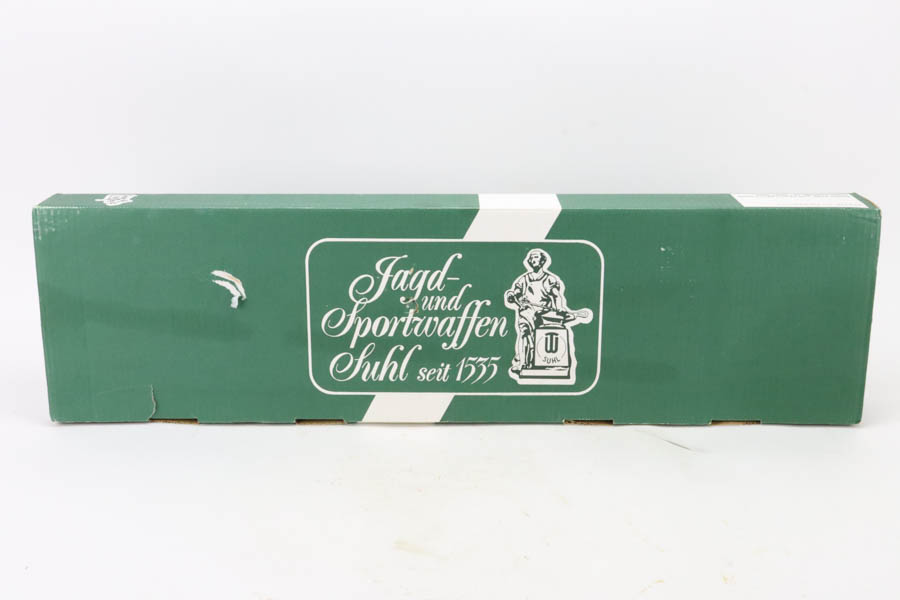 Jagd-
und
Sportwaffen
Suhl seit 1535
SUHL